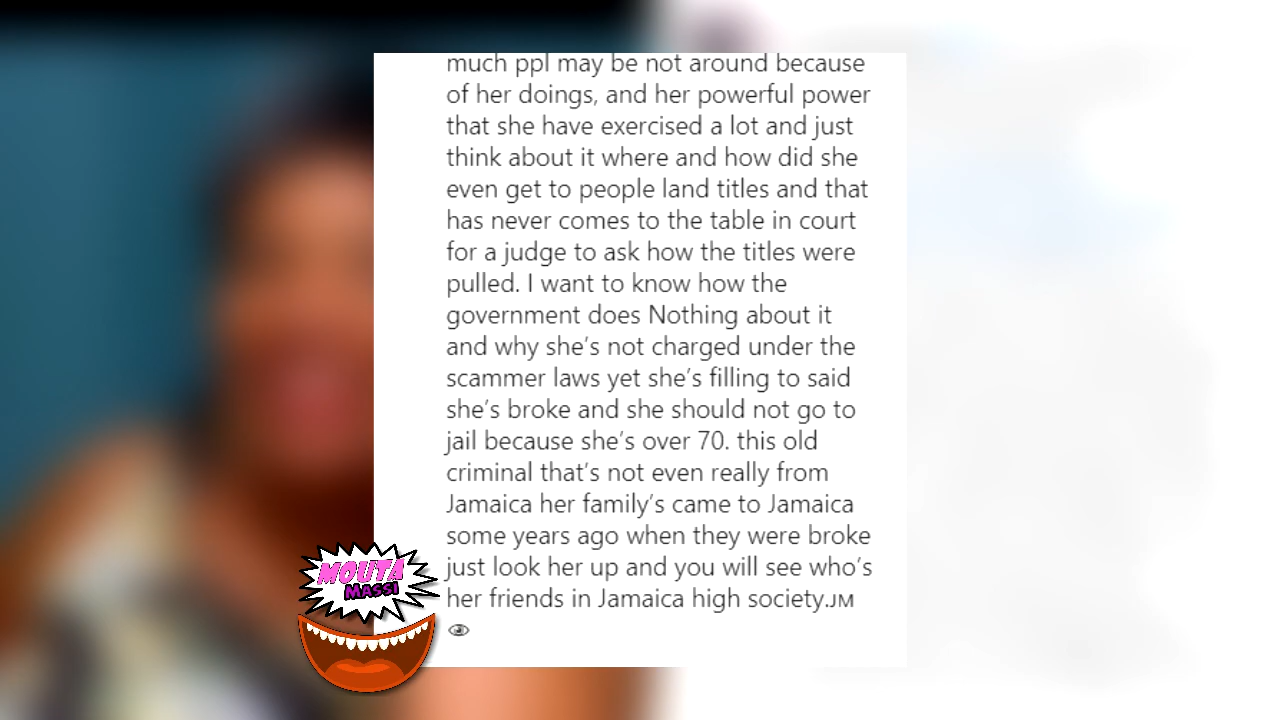 much ppl may be not around because
of her doings, and her powerful power
that she have exercised a lot and just
think about it where and how did she
even get to people land titles and that
has never comes to the table in court
for a judge to ask how the titles were
pulled. I want to know how the
government does Nothing about it
and why she's not charged under the
scammer laws yet she's filling to said
she's broke and she should not go to
jail because she's over 70. this old
criminal that's not even really from
Jamaica her family's came to Jamaica
some years ago when they were broke
just look her up and you will see who's
her friends in Jamaica high society.JM
MOUTA
MASSI